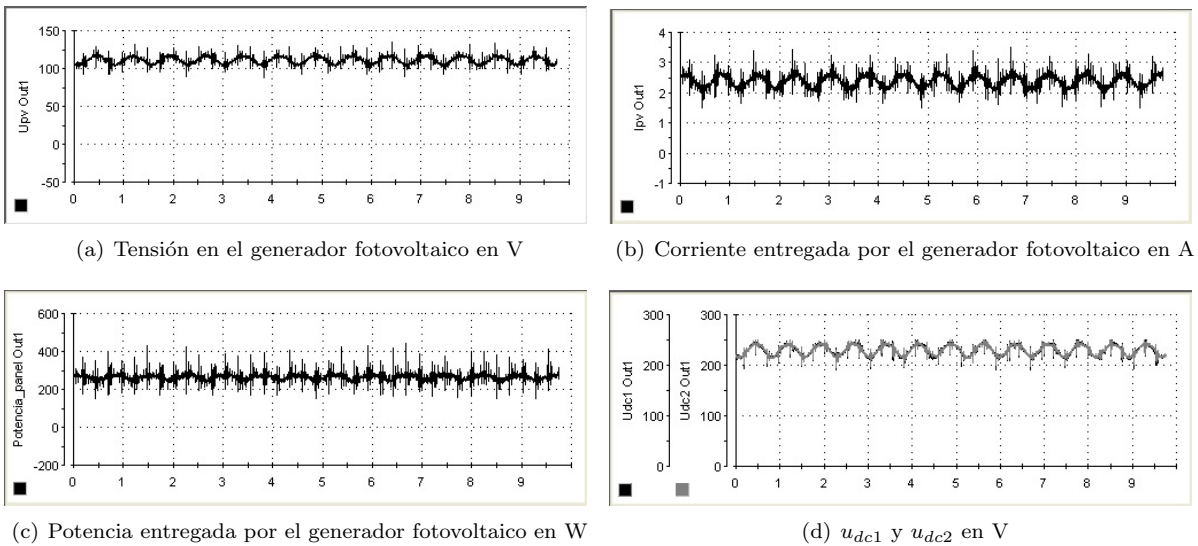 150
100
50
0
-50
Upv Out1
0 1 2 3 4 5 6 7 8 9
(a) Tensión en el generador fotovoltaico en V
4
3
2
1
0
-1
Ipv Out1
0 1 2 3 4 5 6 7 8 9
(b) Corriente entregada por el generador fotovoltaico en A
600
400
200
0
-200
Potencia_panel Out1
0 1 2 3 4 5 6 7 8 9
(c) Potencia entregada por el generador fotovoltaico en W
300
200
100
0
Udc1 Out1
300
200
100
0
Udc2 Out1
0 1 2 3 4 5 6 7 8 9
(d) u_{dc1} y u_{dc2} en V